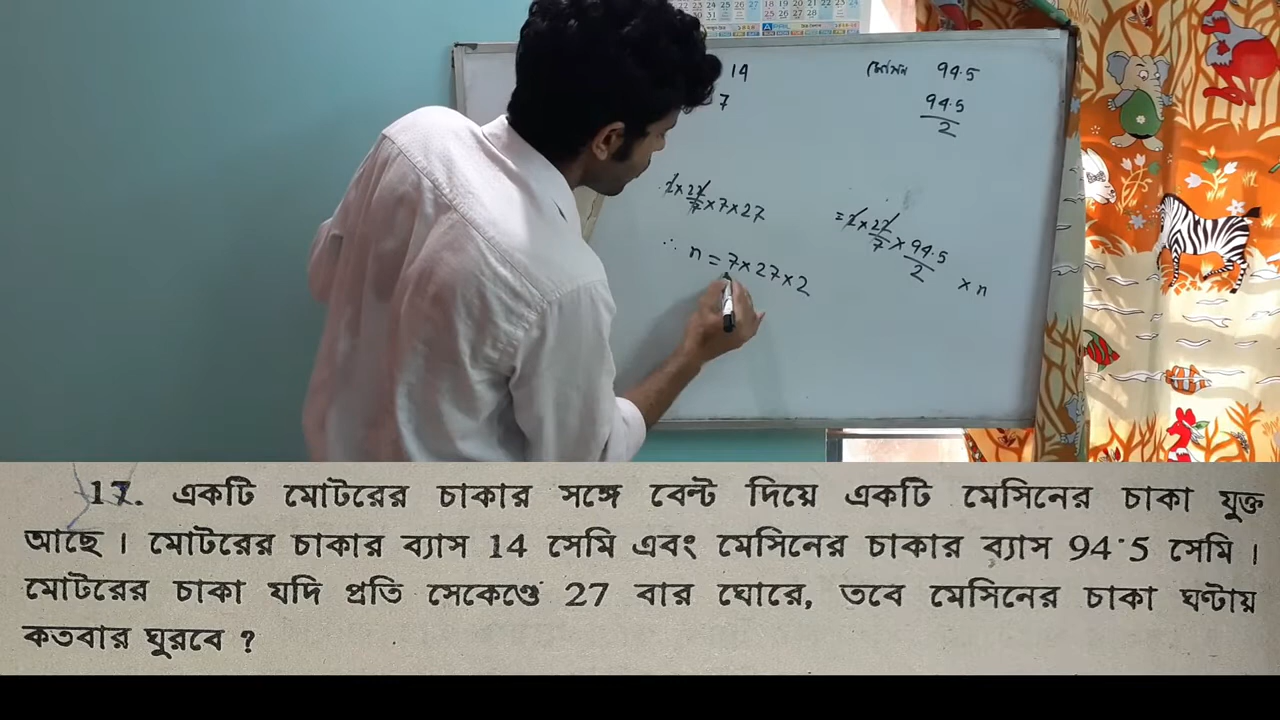 14
7
মেসিন 94.5
94.5/2
2 × 22/7 × 7 × 27
= 2 × 22/7 × 94.5/2 × n
∴ n = 7 × 27 × 2
17. একটি মোটরের চাকার সঙ্গে বেল্ট দিয়ে একটি মেসিনের চাকা যুক্ত
আছে। মোটরের চাকার ব্যাস 14 সেমি এবং মেসিনের চাকার ব্যাস 94·5 সেমি।
মোটরের চাকা যদি প্রতি সেকেণ্ডে 27 বার ঘোরে, তবে মেসিনের চাকা ঘণ্টায়
কতবার ঘুরবে ?